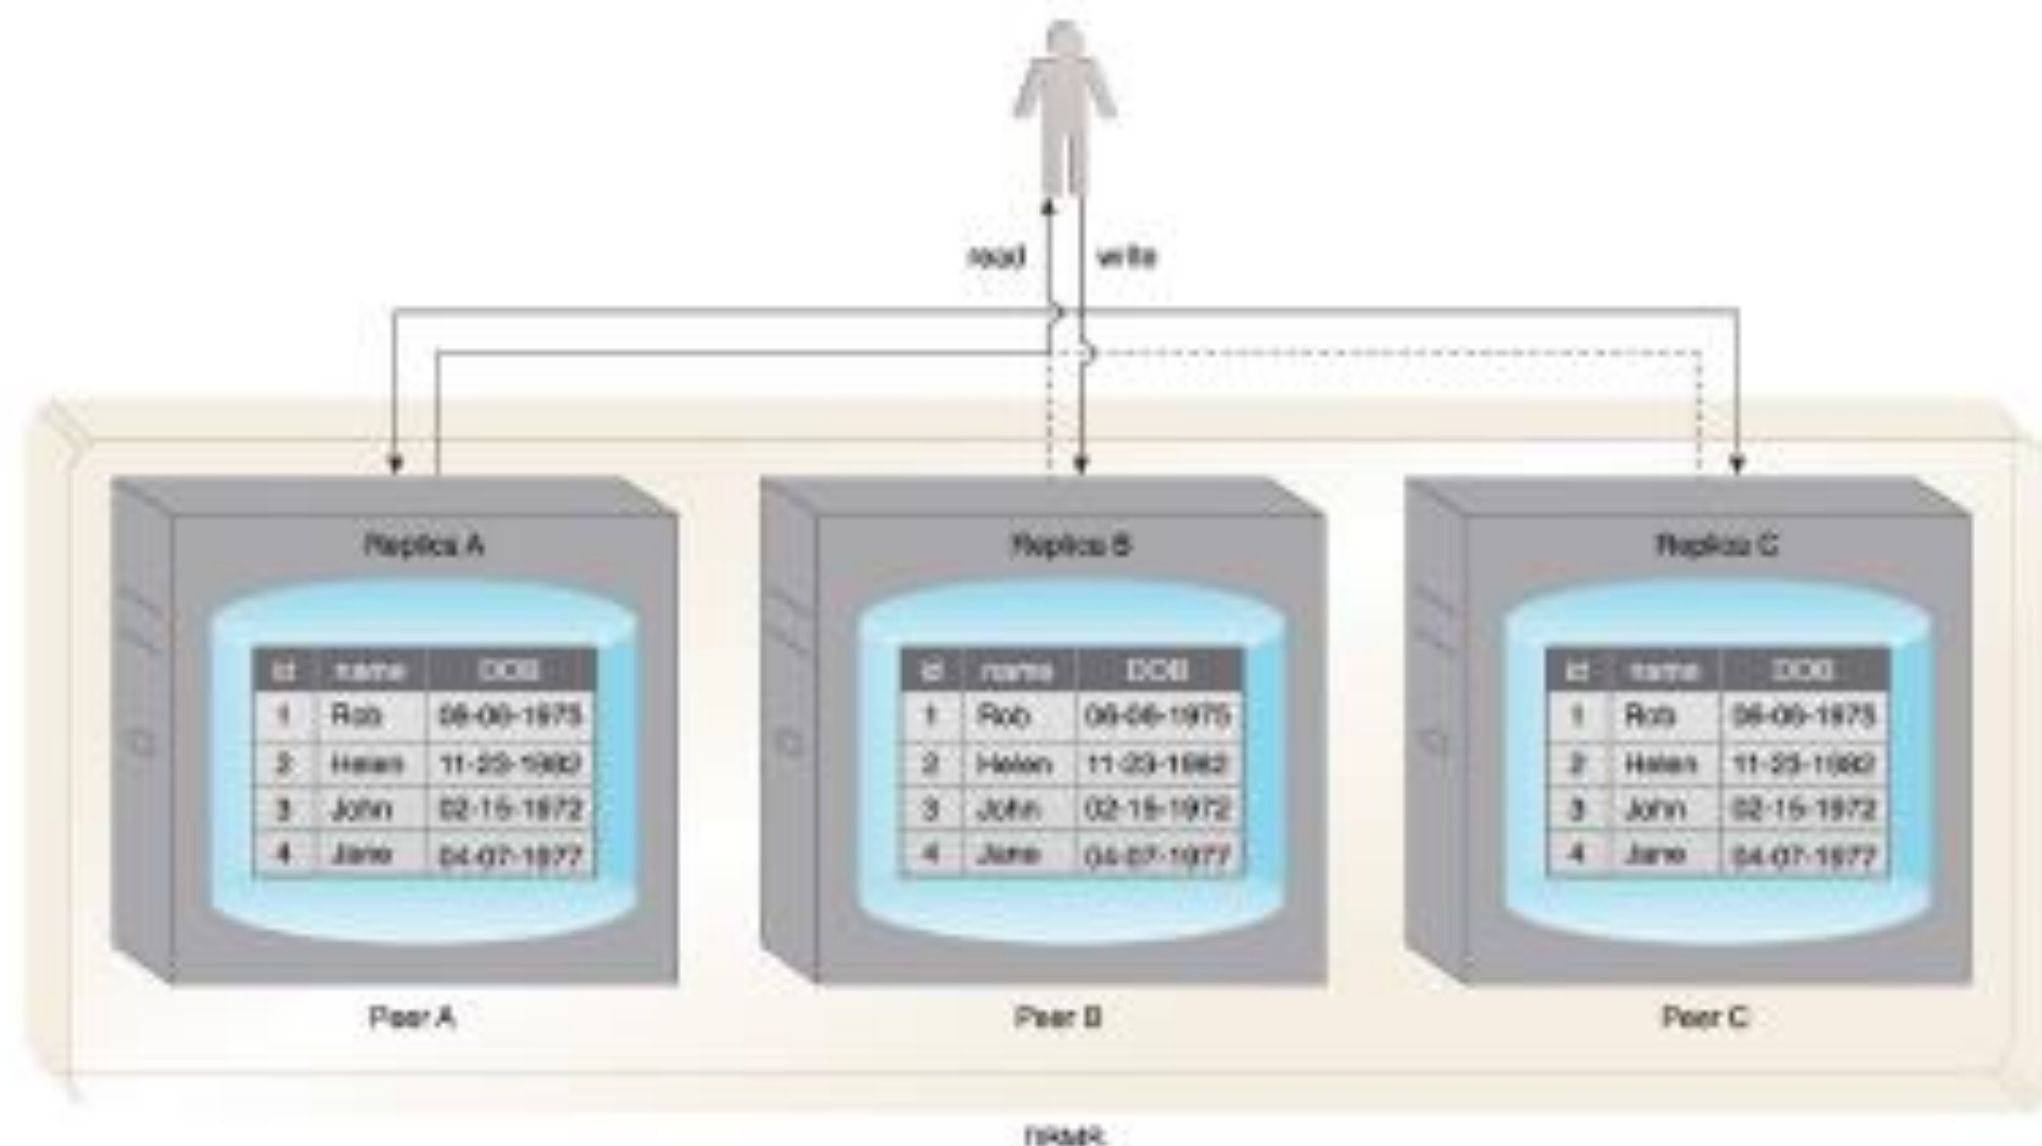 read write
Replica A Replica B Replica C
id name DOB id name DOB id name DOB
1 Rob 06-06-1975 1 Rob 06-06-1975 1 Rob 06-06-1975
2 Helen 11-23-1982 2 Helen 11-23-1982 2 Helen 11-23-1982
3 John 02-15-1972 3 John 02-15-1972 3 John 02-15-1972
4 Jane 04-07-1977 4 Jane 04-07-1977 4 Jane 04-07-1977
Peer A Peer B Peer C